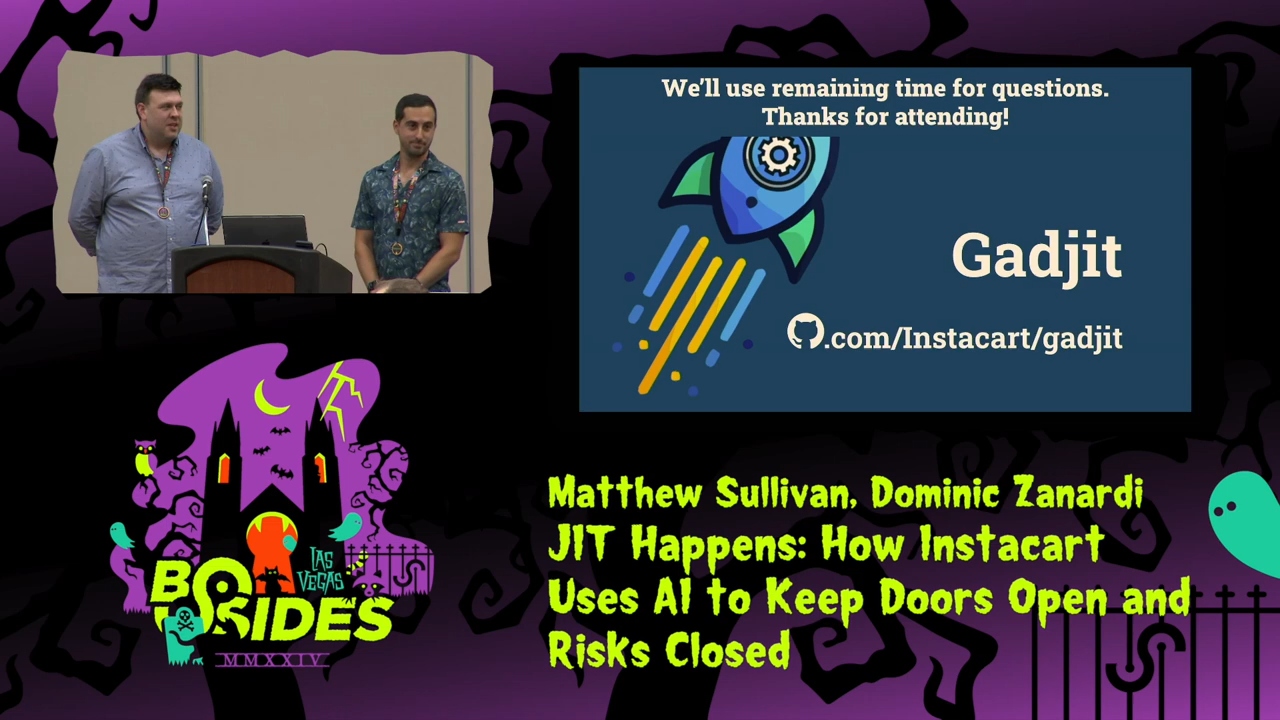 We'll use remaining time for questions.
Thanks for attending!
Gadjit
.com/Instacart/gadjit
BSIDES
LAS
VEGAS
MMXXIV
Matthew Sullivan, Dominic Zanardi
JIT Happens: How Instacart
Uses AI to Keep Doors Open and
Risks Closed